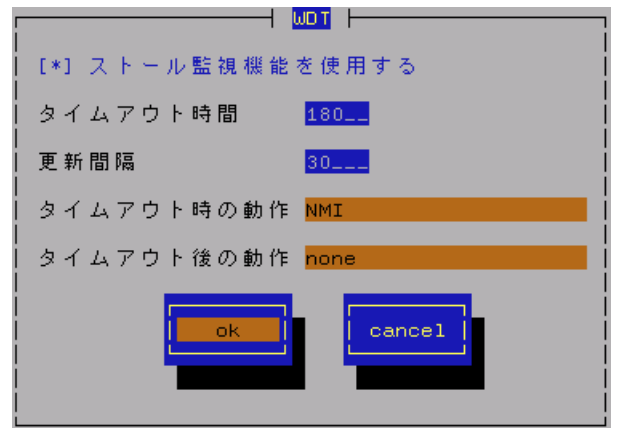 WDT
[*] ストール監視機能を使用する
タイムアウト時間 180__
更新間隔 30___
タイムアウト時の動作 NMI
タイムアウト後の動作 none
ok cancel